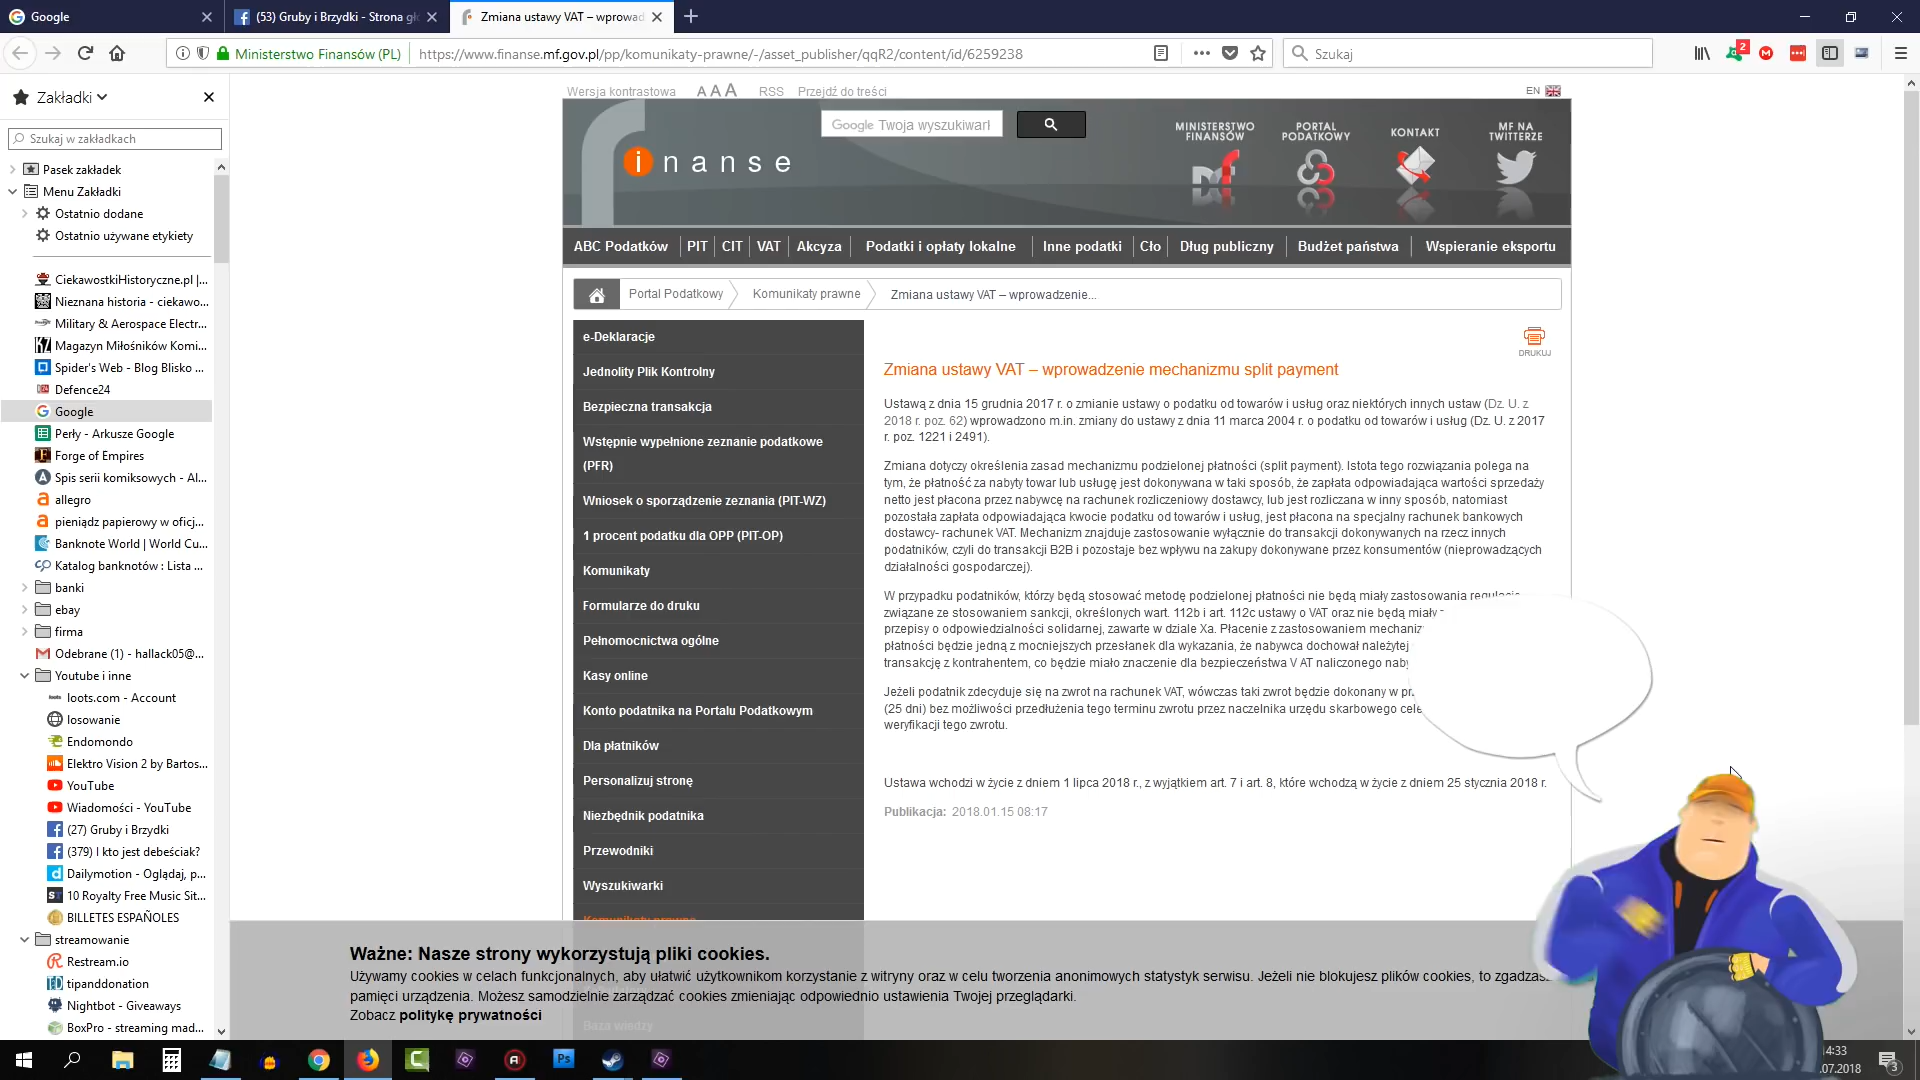 Google
(53) Gruby i Brzydki - Strona gł
Zmiana ustawy VAT – wprowad
Ministerstwo Finansów (PL)
https://www.finanse.mf.gov.pl/pp/komunikaty-prawne/-/asset_publisher/qqR2/content/id/6259238
Szukaj
2
Zakładki
Szukaj w zakładkach
Pasek zakładek
Menu Zakładki
Ostatnio dodane
Ostatnio używane etykiety
CiekawostkiHistoryczne.pl |...
Nieznana historia - ciekawo...
Military & Aerospace Electr...
Magazyn Miłośników Komi...
Spider's Web - Blog Blisko ...
Defence24
Google
Perły - Arkusze Google
Forge of Empires
Spis serii komiksowych - Al...
allegro
pieniądz papierowy w oficj...
Banknote World | World Cu...
Katalog banknotów : Lista ...
banki
ebay
firma
Odebrane (1) - hallack05@...
Youtube i inne
loots.com - Account
losowanie
Endomondo
Elektro Vision 2 by Bartos...
YouTube
Wiadomości - YouTube
(27) Gruby i Brzydki
(379) I kto jest debeściak?
Dailymotion - Oglądaj, p...
10 Royalty Free Music Sit...
BILLETES ESPAÑOLES
streamowanie
Restream.io
tipanddonation
Nightbot - Giveaways
BoxPro - streaming mad...
Wersja kontrastowa A A A RSS Przejdź do treści EN
finanse
Google Twoja wyszukiwark
MINISTERSTWO FINANSÓW
PORTAL PODATKOWY
KONTAKT
MF NA TWITTERZE
ABC Podatków PIT CIT VAT Akcyza Podatki i opłaty lokalne Inne podatki Cło Dług publiczny Budżet państwa Wspieranie eksportu
Portal Podatkowy Komunikaty prawne Zmiana ustawy VAT – wprowadzenie...
e-Deklaracje
Jednolity Plik Kontrolny
Bezpieczna transakcja
Wstępnie wypełnione zeznanie podatkowe
(PFR)
Wniosek o sporządzenie zeznania (PIT-WZ)
1 procent podatku dla OPP (PIT-OP)
Komunikaty
Formularze do druku
Pełnomocnictwa ogólne
Kasy online
Konto podatnika na Portalu Podatkowym
Dla płatników
Personalizuj stronę
Niezbędnik podatnika
Przewodniki
Wyszukiwarki
Komunikaty prawne
Baza wiedzy
DRUKUJ
Zmiana ustawy VAT – wprowadzenie mechanizmu split payment
Ustawą z dnia 15 grudnia 2017 r. o zmianie ustawy o podatku od towarów i usług oraz niektórych innych ustaw (Dz. U. z
2018 r. poz. 62) wprowadzono m.in. zmiany do ustawy z dnia 11 marca 2004 r. o podatku od towarów i usług (Dz. U. z 2017
r. poz. 1221 i 2491).
Zmiana dotyczy określenia zasad mechanizmu podzielonej płatności (split payment). Istota tego rozwiązania polega na
tym, że płatność za nabyty towar lub usługę jest dokonywana w taki sposób, że zapłata odpowiadająca wartości sprzedaży
netto jest płacona przez nabywcę na rachunek rozliczeniowy dostawcy, lub jest rozliczana w inny sposób, natomiast
pozostała zapłata odpowiadająca kwocie podatku od towarów i usług, jest płacona na specjalny rachunek bankowych
dostawcy- rachunek VAT. Mechanizm znajduje zastosowanie wyłącznie do transakcji dokonywanych na rzecz innych
podatników, czyli do transakcji B2B i pozostaje bez wpływu na zakupy dokonywane przez konsumentów (nieprowadzących
działalności gospodarczej).
W przypadku podatników, którzy będą stosować metodę podzielonej płatności nie będą miały zastosowania regulacje
związane ze stosowaniem sankcji, określonych wart. 112b i art. 112c ustawy o VAT oraz nie będą miały
przepisy o odpowiedzialności solidarnej, zawarte w dziale Xa. Płacenie z zastosowaniem mechaniz
płatności będzie jedną z mocniejszych przesłanek dla wykazania, że nabywca dochował należytej
transakcję z kontrahentem, co będzie miało znaczenie dla bezpieczeństwa V AT naliczonego naby
Jeżeli podatnik zdecyduje się na zwrot na rachunek VAT, wówczas taki zwrot będzie dokonany w pr
(25 dni) bez możliwości przedłużenia tego terminu zwrotu przez naczelnika urzędu skarbowego cele
weryfikacji tego zwrotu.
Ustawa wchodzi w życie z dniem 1 lipca 2018 r., z wyjątkiem art. 7 i art. 8, które wchodzą w życie z dniem 25 stycznia 2018 r.
Publikacja: 2018.01.15 08:17
Ważne: Nasze strony wykorzystują pliki cookies.
Używamy cookies w celach funkcjonalnych, aby ułatwić użytkownikom korzystanie z witryny oraz w celu tworzenia anonimowych statystyk serwisu. Jeżeli nie blokujesz plików cookies, to zgadzas
pamięci urządzenia. Możesz samodzielnie zarządzać cookies zmieniając odpowiednio ustawienia Twojej przeglądarki.
Zobacz politykę prywatności
Ps
14:33
.07.2018
3